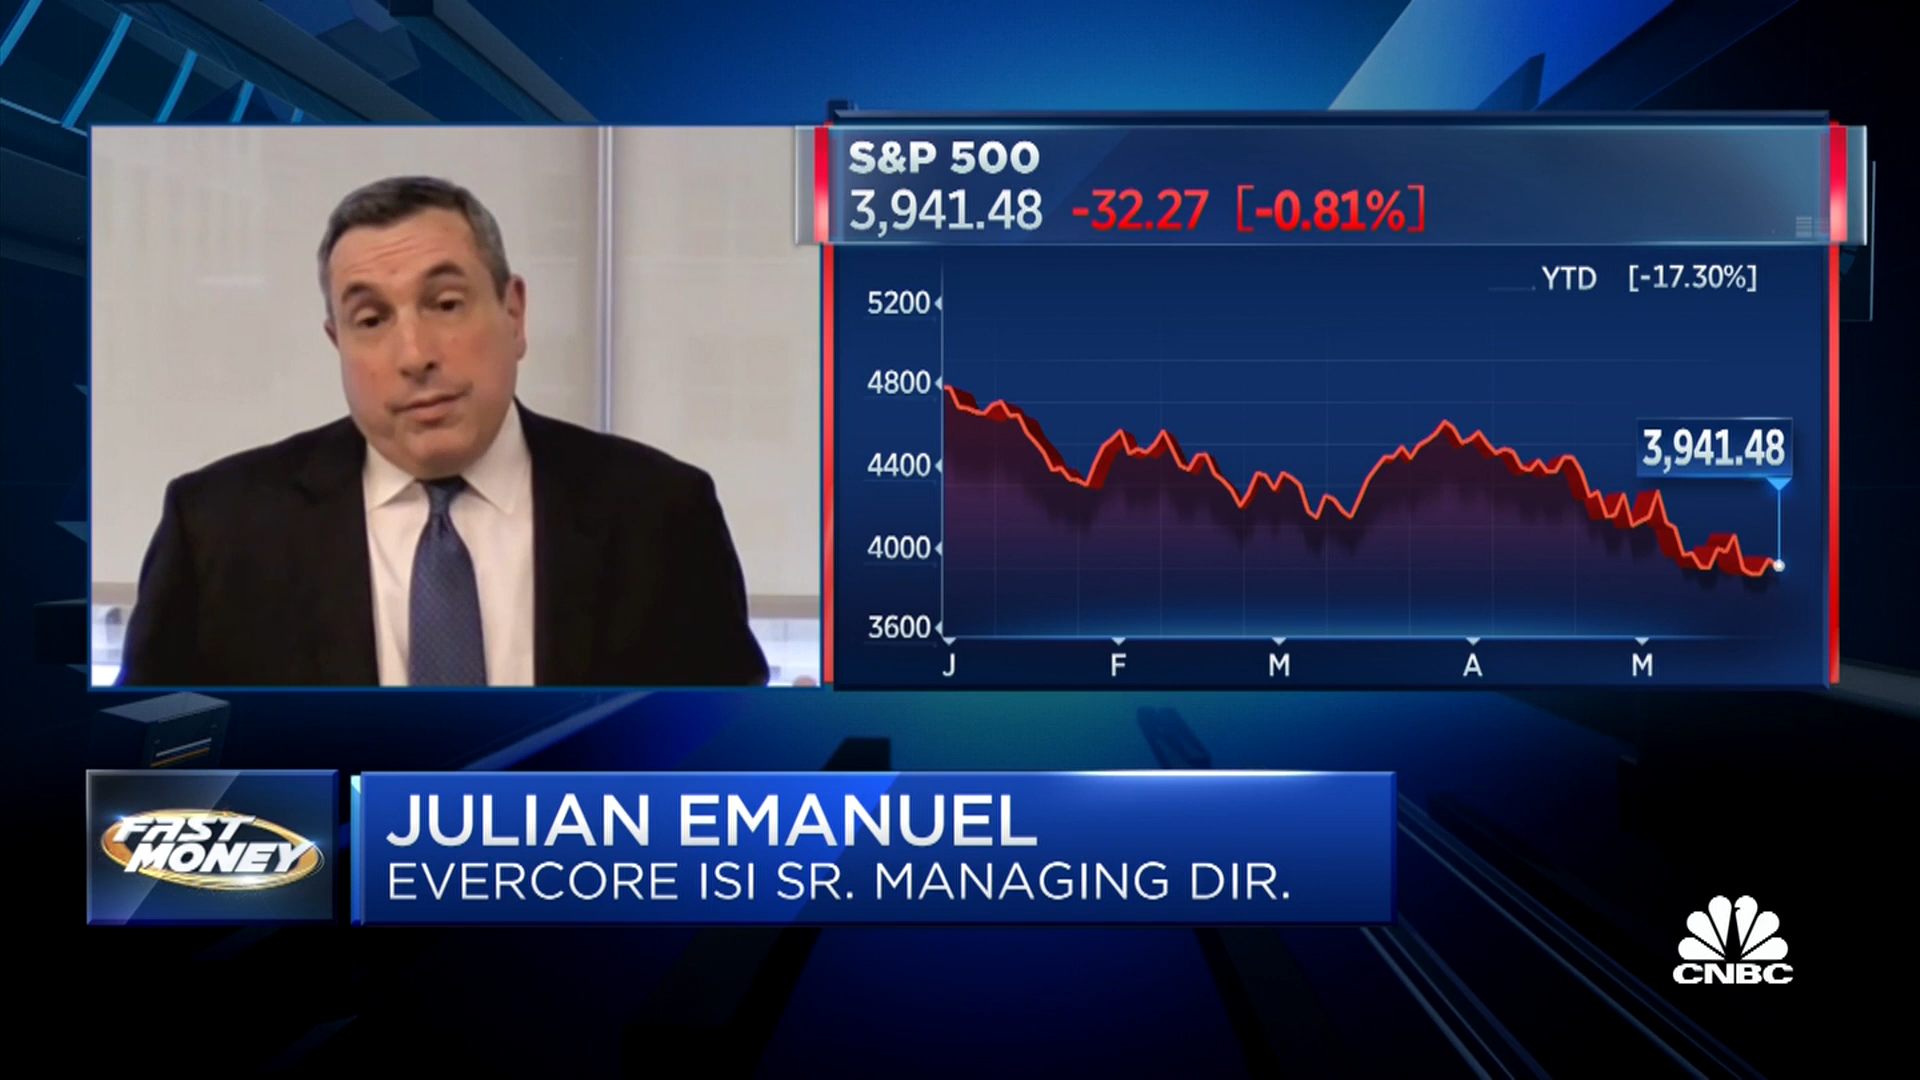 S&P 500
3,941.48 -32.27 [-0.81%]
YTD [-17.30%]
5200
4800
4400
4000
3600
3,941.48
J F M A M
FAST
MONEY
JULIAN EMANUEL
EVERCORE ISI SR. MANAGING DIR.
CNBC